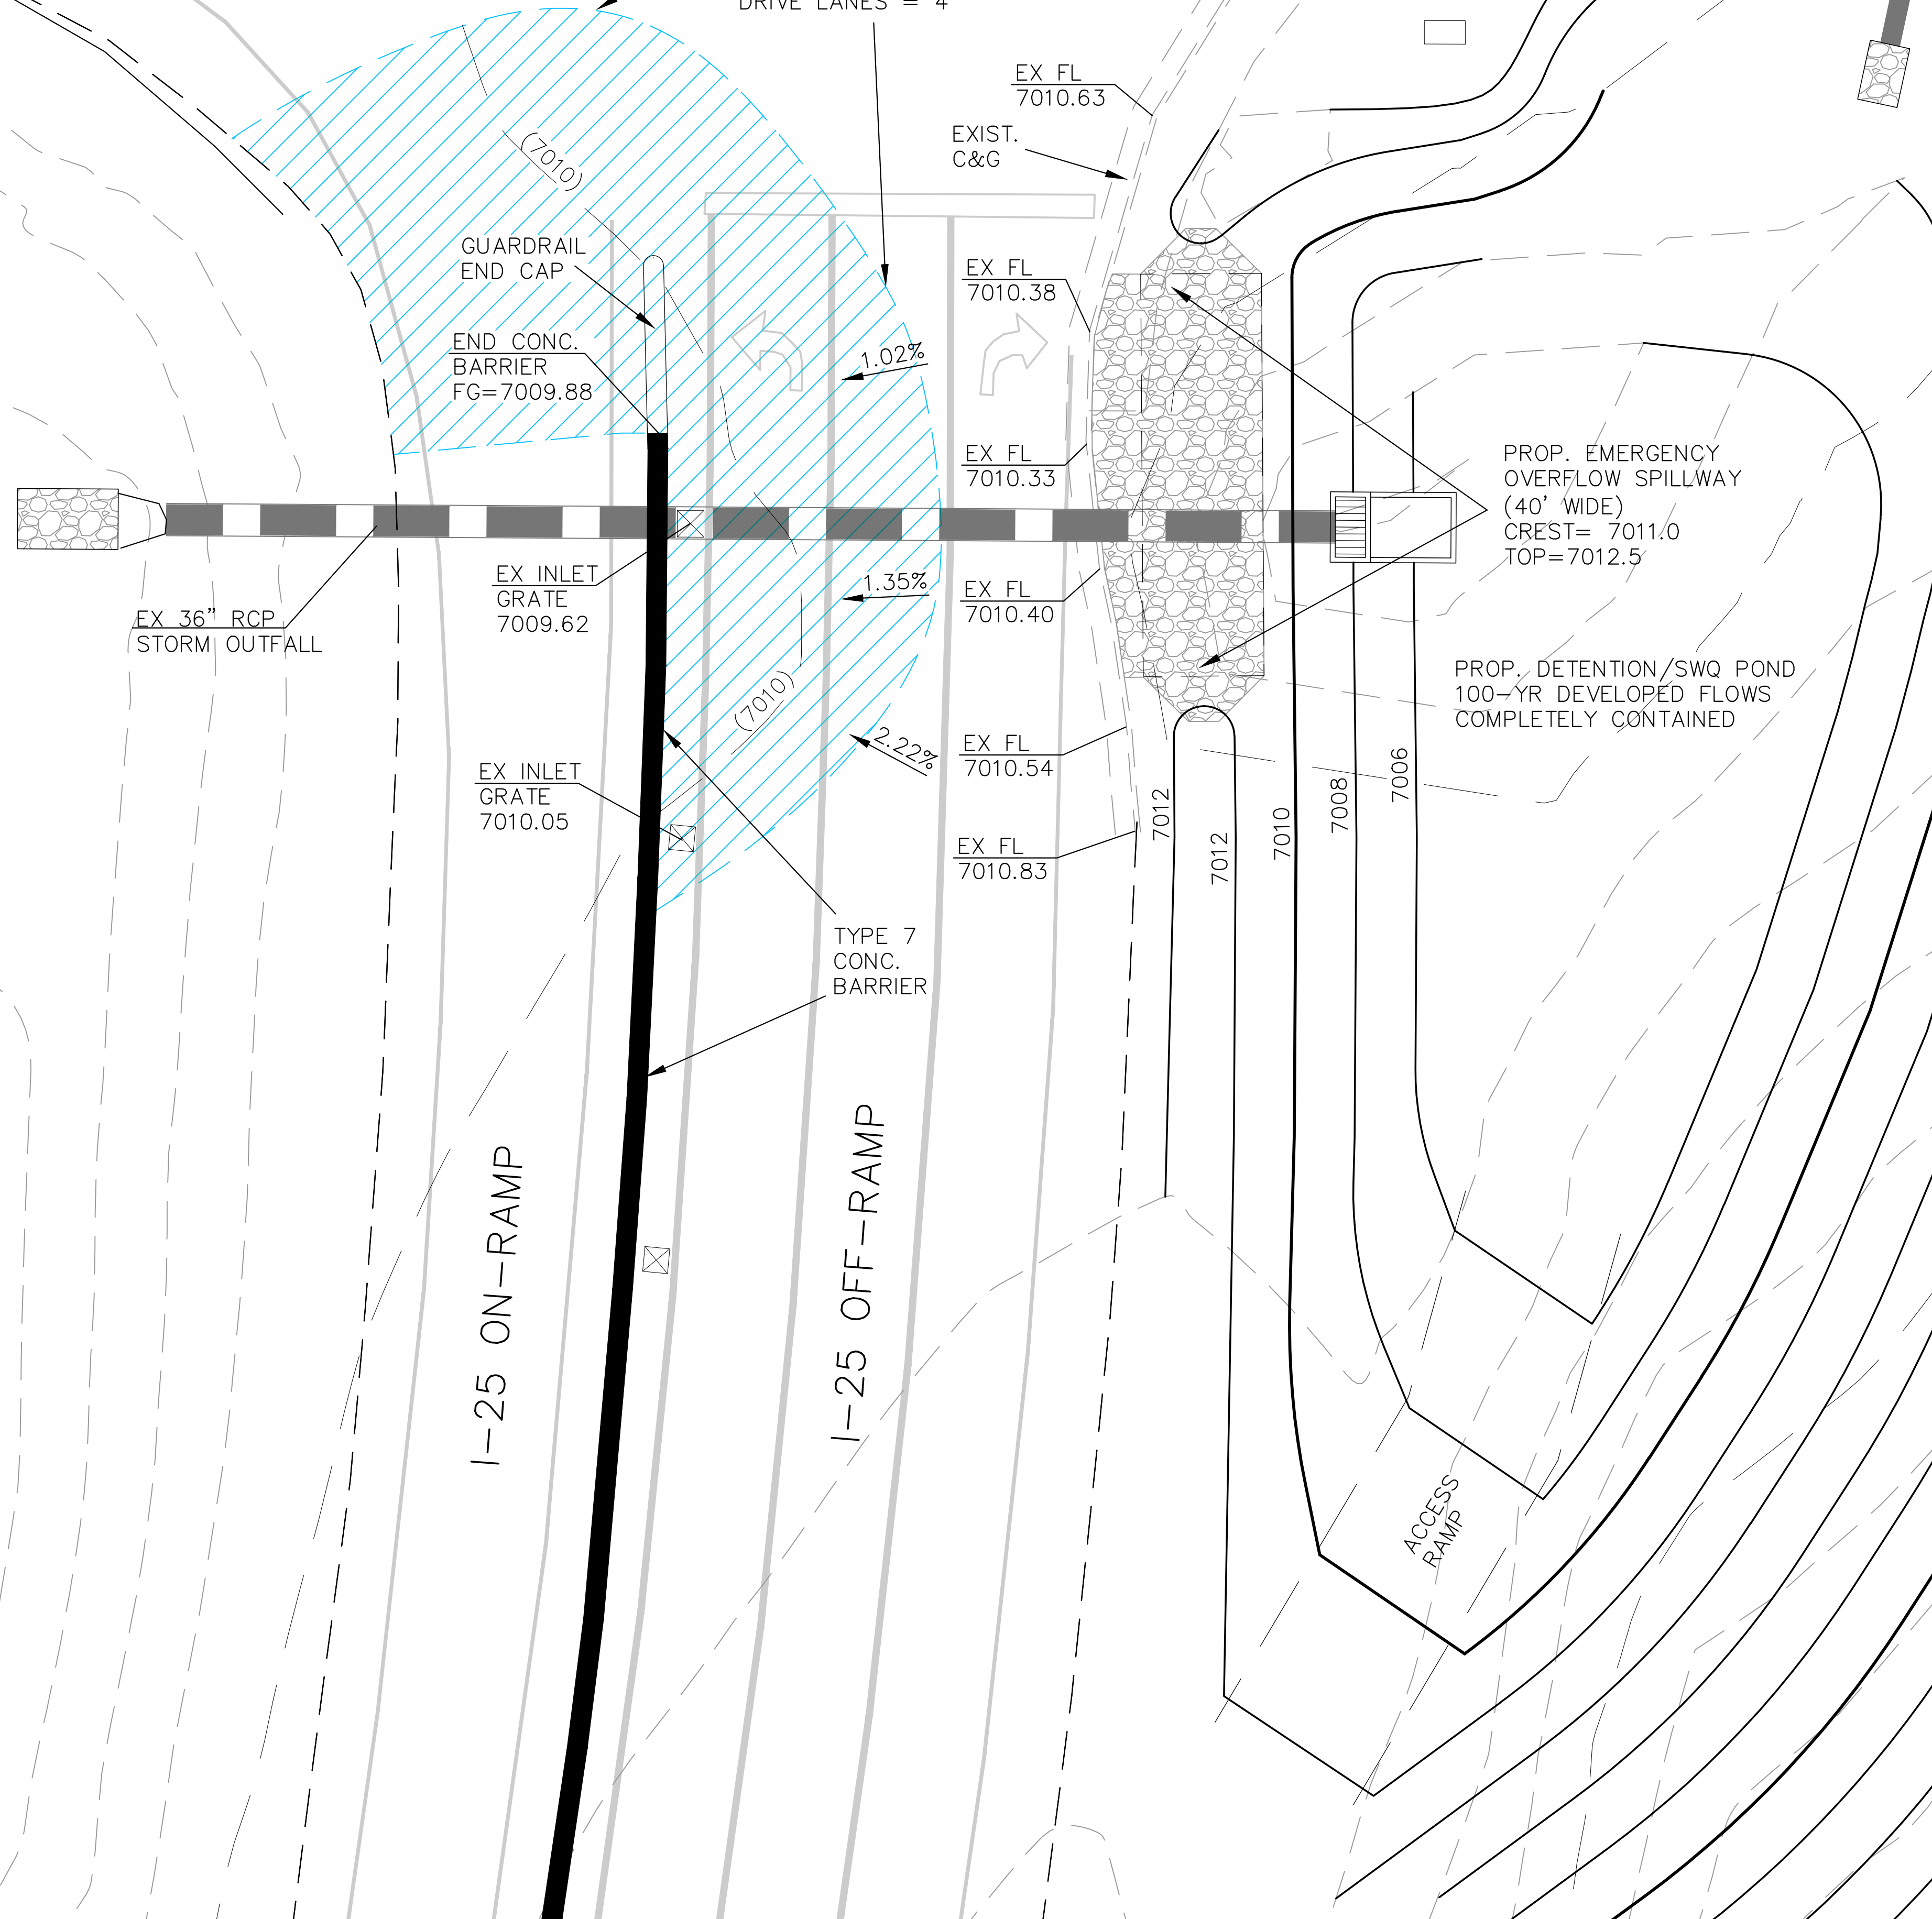 DRIVE LANES = 4
EX FL
7010.63
EXIST.
C&G
(7010)
GUARDRAIL
END CAP
EX FL
7010.38
END CONC.
BARRIER
FG=7009.88
1.02%
EX FL
7010.33
PROP. EMERGENCY
OVERFLOW SPILLWAY
(40' WIDE)
CREST= 7011.0
TOP=7012.5
EX INLET
GRATE
7009.62
1.35%
EX FL
7010.40
EX 36" RCP
STORM OUTFALL
(7010)
PROP. DETENTION/SWQ POND
100-YR DEVELOPED FLOWS
COMPLETELY CONTAINED
2.22%
EX FL
7010.54
EX INLET
GRATE
7010.05
7012
7012
7010
7008
7006
EX FL
7010.83
TYPE 7
CONC.
BARRIER
I-25 ON-RAMP
I-25 OFF-RAMP
ACCESS
RAMP